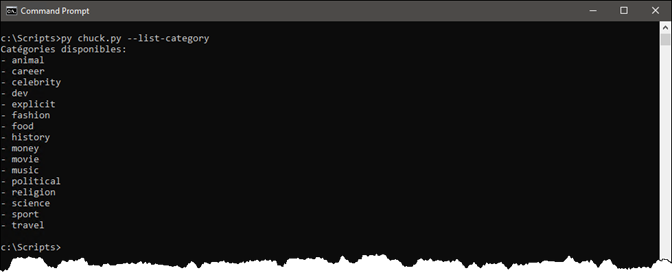 Command Prompt
c:\Scripts>py chuck.py --list-category
Catégories disponibles:
- animal
- career
- celebrity
- dev
- explicit
- fashion
- food
- history
- money
- movie
- music
- political
- religion
- science
- sport
- travel
c:\Scripts>